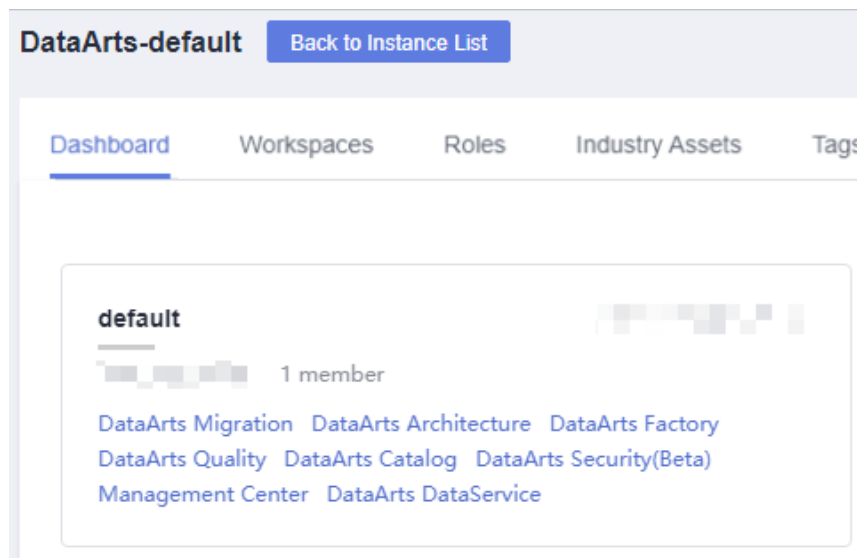 DataArts-default Back to Instance List
Dashboard Workspaces Roles Industry Assets Tags
default
1 member
DataArts Migration DataArts Architecture DataArts Factory
DataArts Quality DataArts Catalog DataArts Security(Beta)
Management Center DataArts DataService